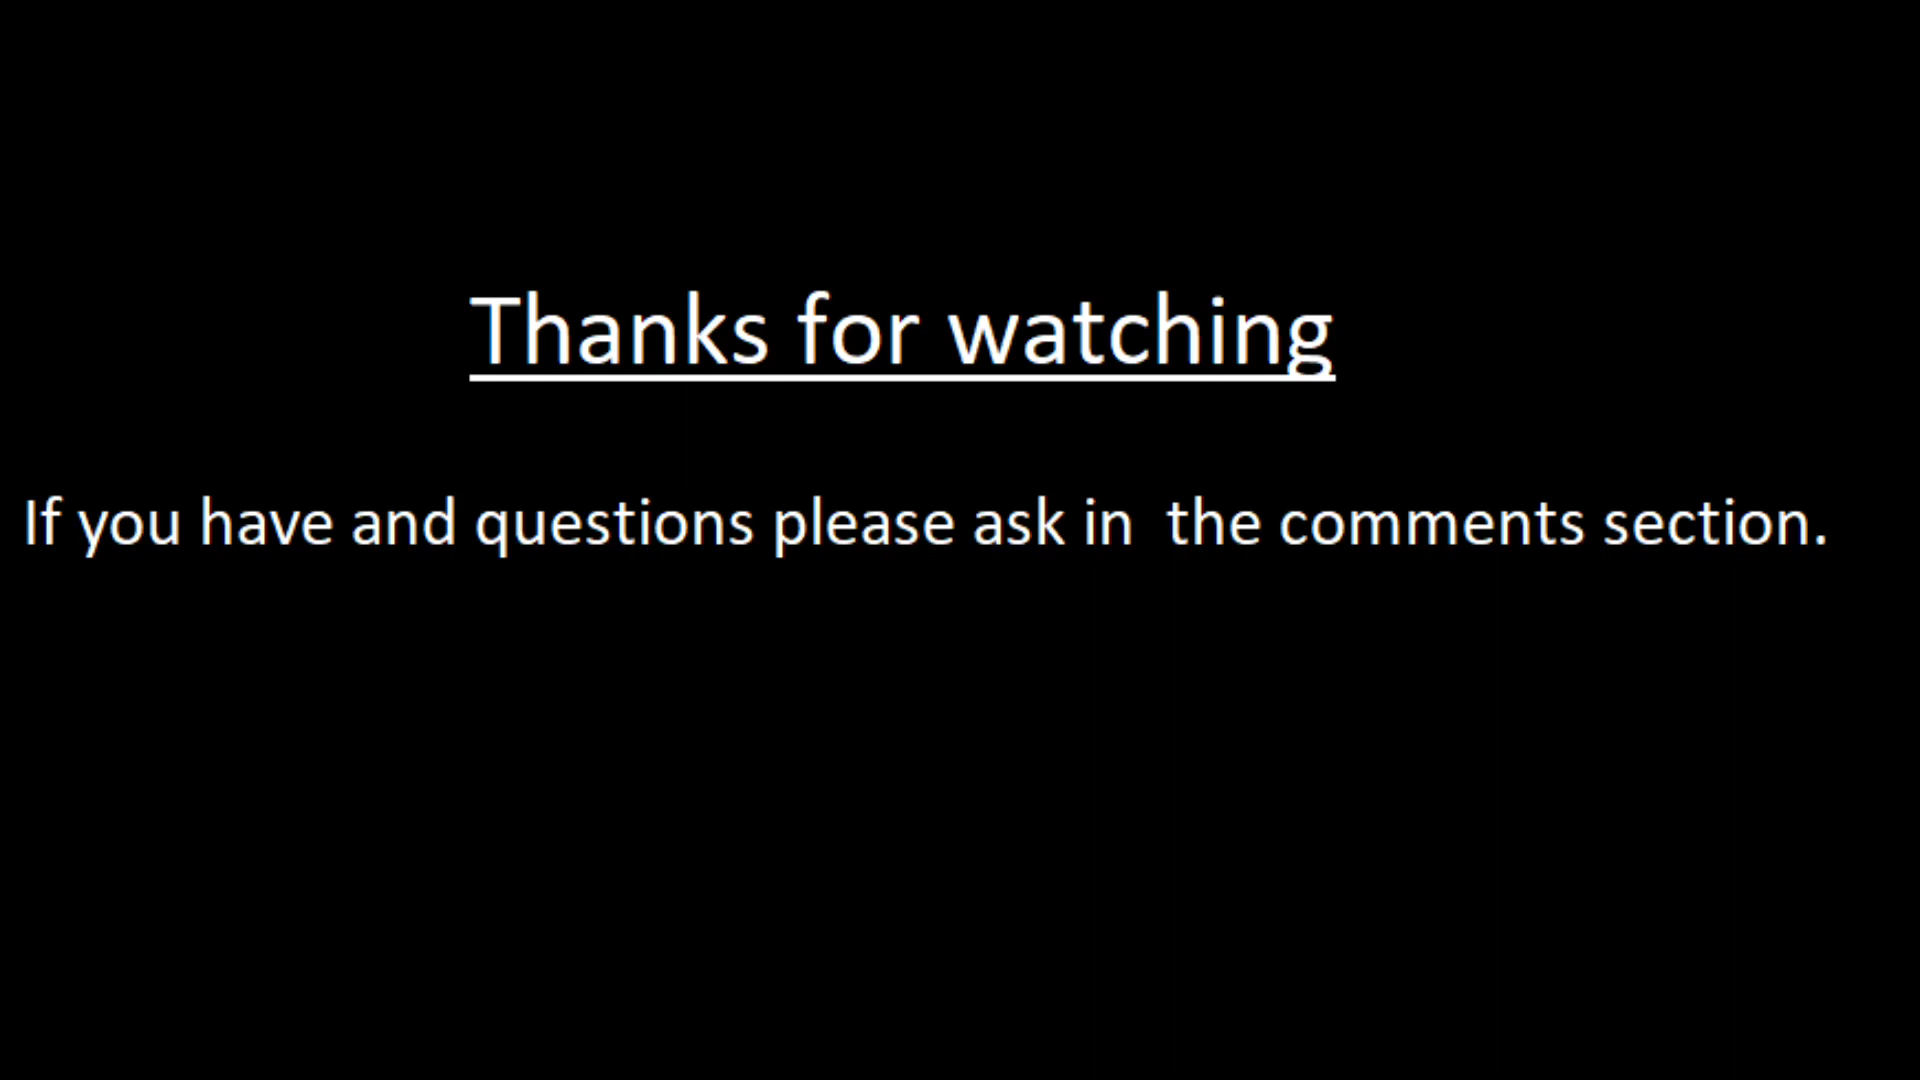 Thanks for watching
If you have and questions please ask in  the comments section.